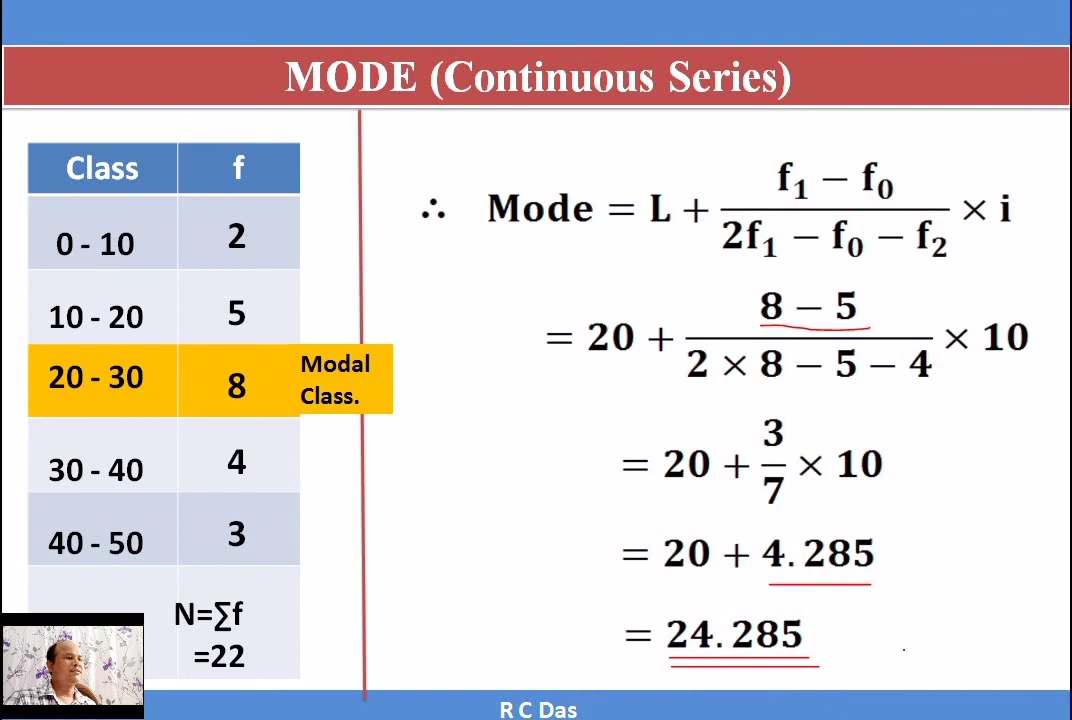 MODE (Continuous Series)
Class f
0 - 10 2
10 - 20 5
20 - 30 8 Modal Class.
30 - 40 4
40 - 50 3
N=∑f
=22
∴ Mode = L + (f₁ − f₀)/(2f₁ − f₀ − f₂) × i
= 20 + (8 − 5)/(2 × 8 − 5 − 4) × 10
= 20 + 3/7 × 10
= 20 + 4.285
= 24.285
R C Das